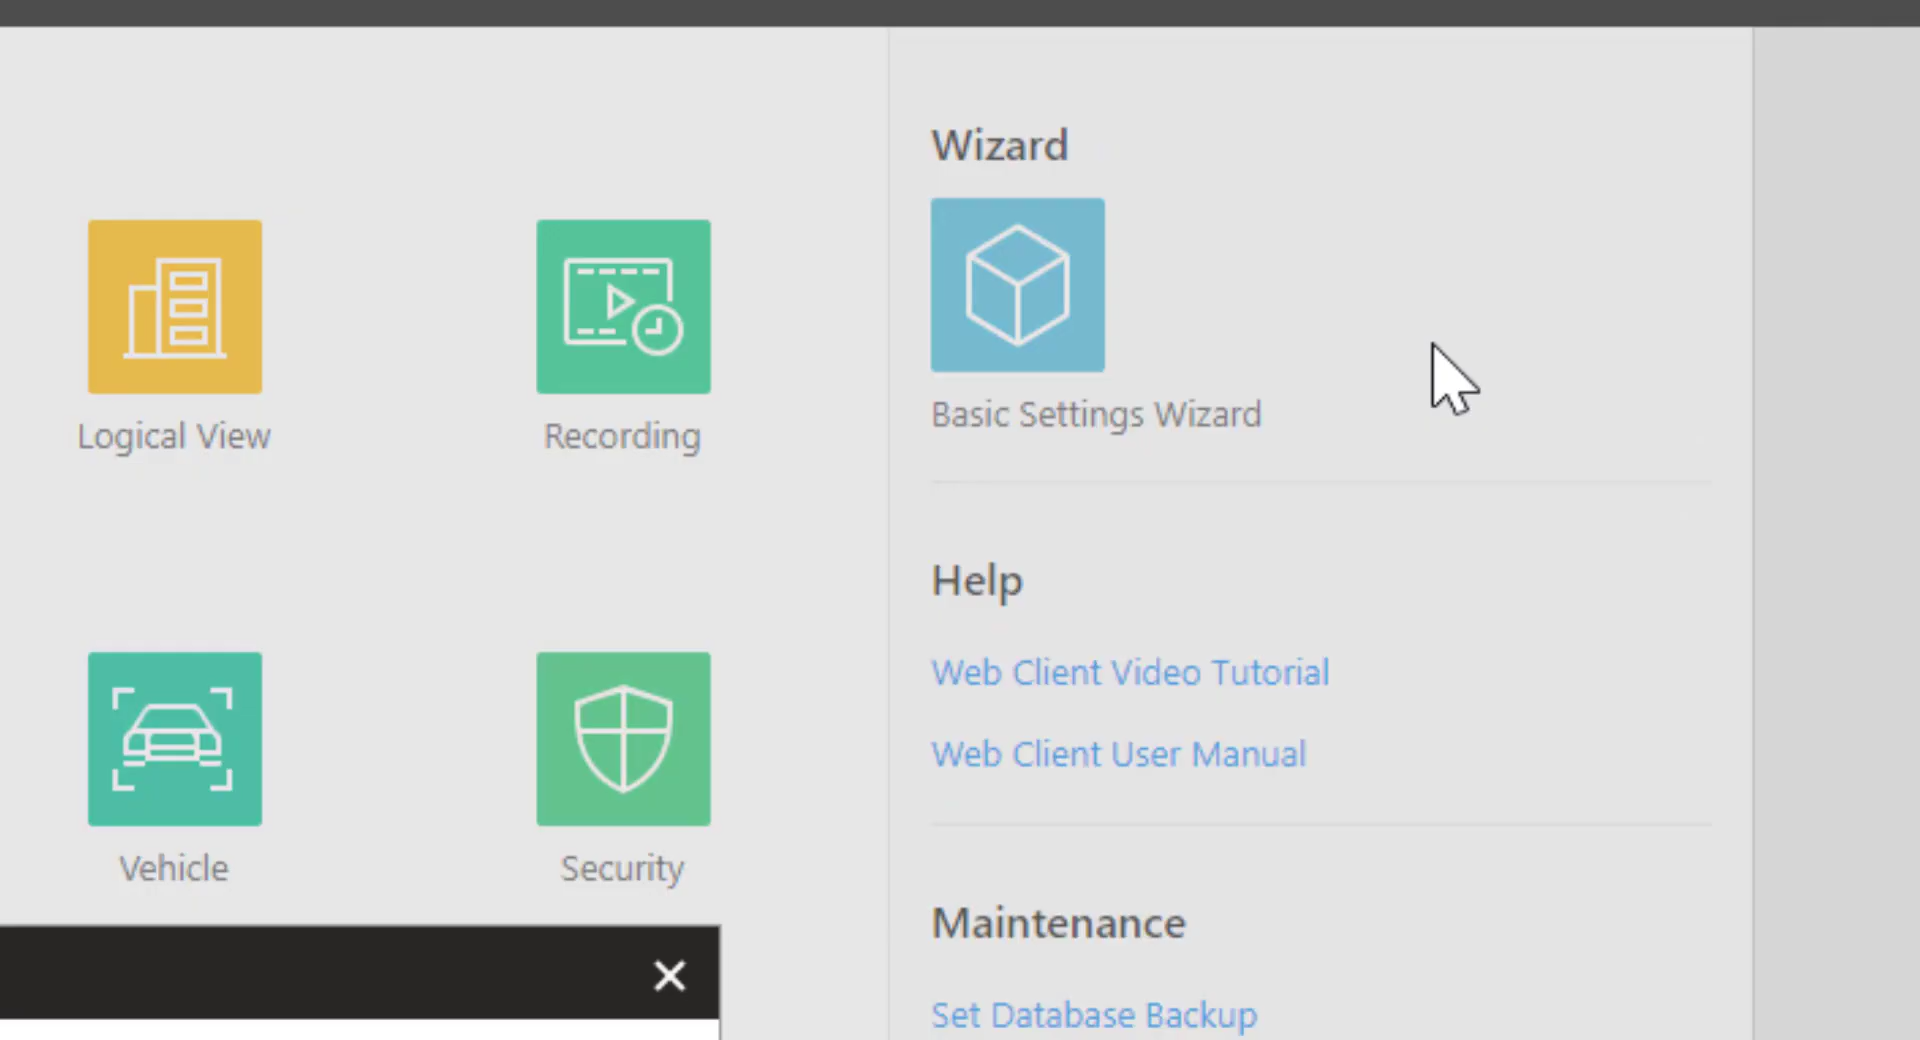 Logical View
Recording
Vehicle
Security
Wizard
Basic Settings Wizard
Help
Web Client Video Tutorial
Web Client User Manual
Maintenance
Set Database Backup